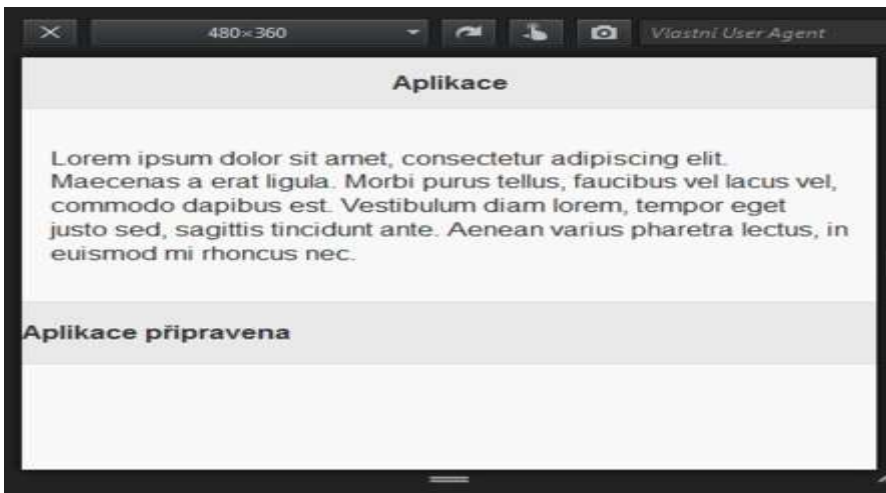 480×360
Vlastní User Agent
Aplikace
Lorem ipsum dolor sit amet, consectetur adipiscing elit.
Maecenas a erat ligula. Morbi purus tellus, faucibus vel lacus vel,
commodo dapibus est. Vestibulum diam lorem, tempor eget
justo sed, sagittis tincidunt ante. Aenean varius pharetra lectus, in
euismod mi rhoncus nec.
Aplikace připravena